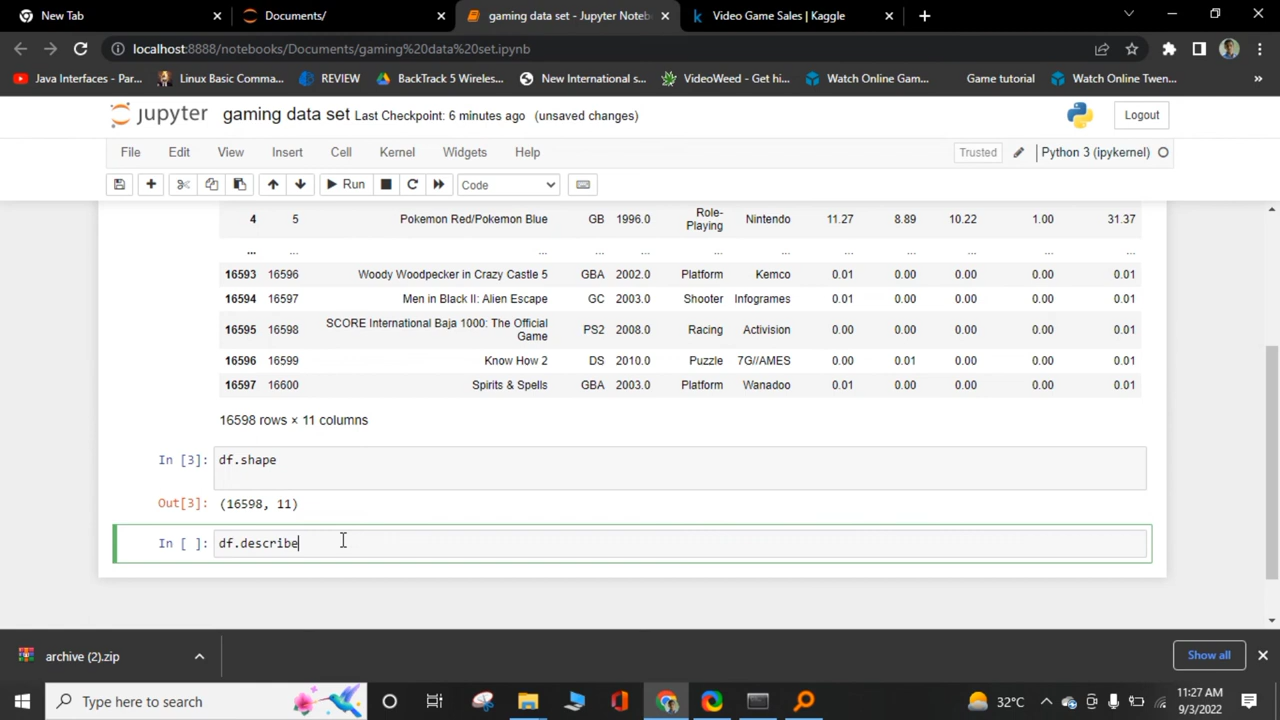 New Tab
Documents/
gaming data set - Jupyter Noteb
Video Game Sales | Kaggle
localhost:8888/notebooks/Documents/gaming%20data%20set.ipynb
Java Interfaces - Par...
Linux Basic Comma...
REVIEW
BackTrack 5 Wireles...
New International s...
VideoWeed - Get hi...
Watch Online Gam...
Game tutorial
Watch Online Twen...
»
jupyter gaming data set Last Checkpoint: 6 minutes ago (unsaved changes)
Logout
File Edit View Insert Cell Kernel Widgets Help
Trusted
Python 3 (ipykernel)
Run
Code
4 5 Pokemon Red/Pokemon Blue GB 1996.0 Role-Playing Nintendo 11.27 8.89 10.22 1.00 31.37
... ... ... ... ... ... ... ... ... ... ... ...
16593 16596 Woody Woodpecker in Crazy Castle 5 GBA 2002.0 Platform Kemco 0.01 0.00 0.00 0.00 0.01
16594 16597 Men in Black II: Alien Escape GC 2003.0 Shooter Infogrames 0.01 0.00 0.00 0.00 0.01
16595 16598 SCORE International Baja 1000: The Official Game PS2 2008.0 Racing Activision 0.00 0.00 0.00 0.00 0.01
16596 16599 Know How 2 DS 2010.0 Puzzle 7G//AMES 0.00 0.01 0.00 0.00 0.01
16597 16600 Spirits & Spells GBA 2003.0 Platform Wanadoo 0.01 0.00 0.00 0.00 0.01
16598 rows × 11 columns
In [3]: df.shape
Out[3]: (16598, 11)
In [ ]: df.describe
archive (2).zip
Show all
Type here to search
32°C
11:27 AM
9/3/2022